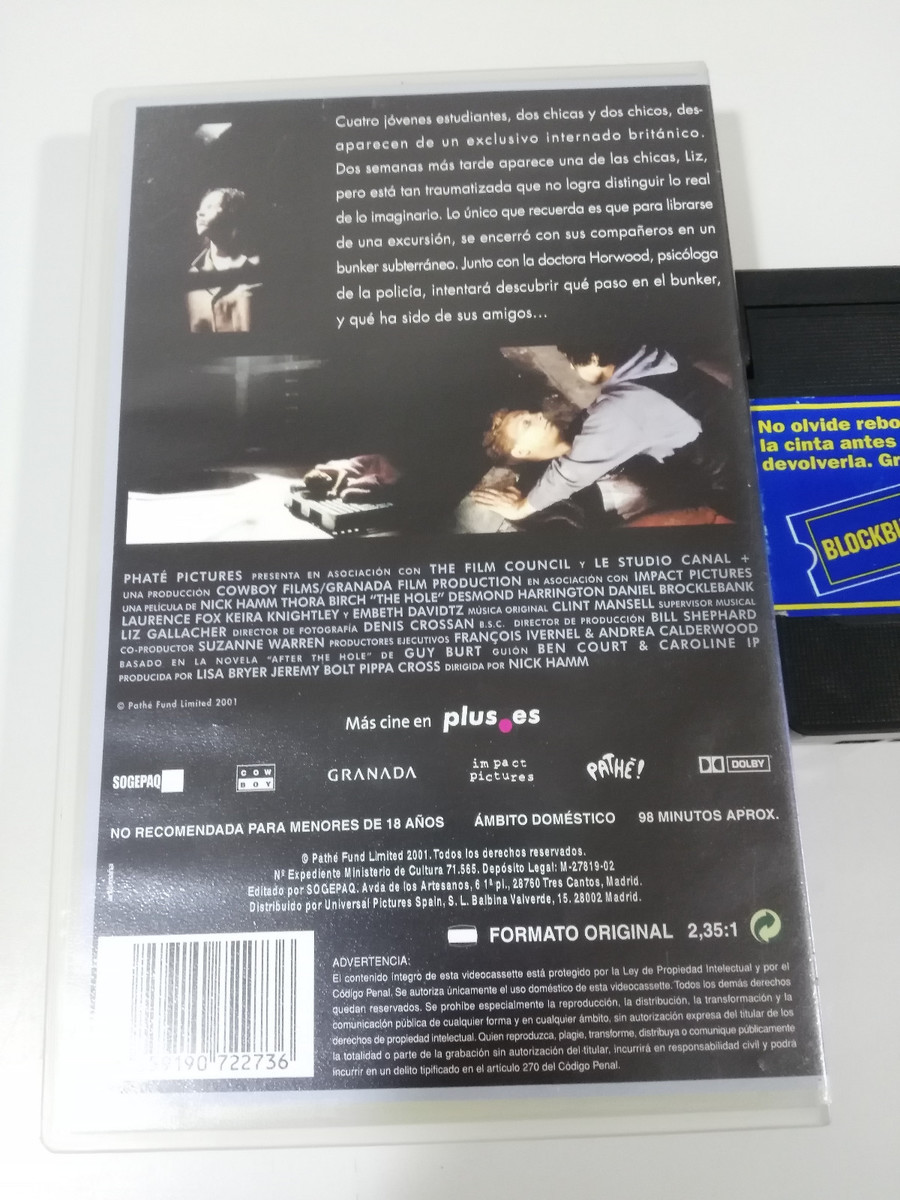 Cuatro jóvenes estudiantes, dos chicas y dos chicos, des-
aparecen de un exclusivo internado británico.
Dos semanas más tarde aparece una de las chicas, Liz,
pero está tan traumatizada que no logra distinguir lo real
de lo imaginario. Lo único que recuerda es que para librarse
de una excursión, se encerró con sus compañeros en un
bunker subterráneo. Junto con la doctora Horwood, psicóloga
de la policía, intentará descubrir qué paso en el bunker,
y qué ha sido de sus amigos...
No olvide rebo
la cinta antes
devolverla. Gr
BLOCKBU
PHATÉ PICTURES PRESENTA EN ASOCIACIÓN CON THE FILM COUNCIL Y LE STUDIO CANAL +
UNA PRODUCCIÓN COWBOY FILMS/GRANADA FILM PRODUCTION EN ASOCIACIÓN CON IMPACT PICTURES
UNA PELÍCULA DE NICK HAMM THORA BIRCH "THE HOLE" DESMOND HARRINGTON DANIEL BROCKLEBANK
LAURENCE FOX KEIRA KNIGHTLEY Y EMBETH DAVIDTZ MÚSICA ORIGINAL CLINT MANSELL SUPERVISOR MUSICAL
LIZ GALLACHER DIRECTOR DE FOTOGRAFÍA DENIS CROSSAN B.S.C. DIRECTOR DE PRODUCCIÓN BILL SHEPHARD
CO-PRODUCTOR SUZANNE WARREN PRODUCTORES EJECUTIVOS FRANÇOIS IVERNEL & ANDREA CALDERWOOD
BASADO EN LA NOVELA "AFTER THE HOLE" DE GUY BURT GUIÓN BEN COURT & CAROLINE IP
PRODUCIDA POR LISA BRYER JEREMY BOLT PIPPA CROSS DIRIGIDA POR NICK HAMM
© Pathé Fund Limited 2001
Más cine en plus.es
SOGEPAQ COWBOY GRANADA impact pictures PATHÉ! DOLBY
NO RECOMENDADA PARA MENORES DE 18 AÑOS ÁMBITO DOMÉSTICO 98 MINUTOS APROX.
© Pathé Fund Limited 2001. Todos los derechos reservados.
Nº Expediente Ministerio de Cultura 71.565. Depósito Legal: M-27819-02
Editado por SOGEPAQ. Avda de los Artesanos, 6 1ª pl., 28760 Tres Cantos, Madrid.
Distribuido por Universal Pictures Spain, S. L. Balbina Valverde, 15. 28002 Madrid.
FORMATO ORIGINAL 2,35:1
ADVERTENCIA:
El contenido íntegro de esta videocassette está protegido por la Ley de Propiedad Intelectual y por el
Código Penal. Se autoriza únicamente el uso doméstico de esta videocassette. Todos los demás derechos
quedan reservados. Se prohíbe especialmente la reproducción, la distribución, la transformación y la
comunicación pública de cualquier forma y en cualquier ámbito, sin autorización expresa del titular de los
derechos de propiedad intelectual. Quien reproduzca, plagie, transforme, distribuya o comunique públicamente
la totalidad o parte de la grabación sin autorización del titular, incurrirá en responsabilidad civil y podrá
incurrir en un delito tipificado en el artículo 270 del Código Penal.
59190 722736